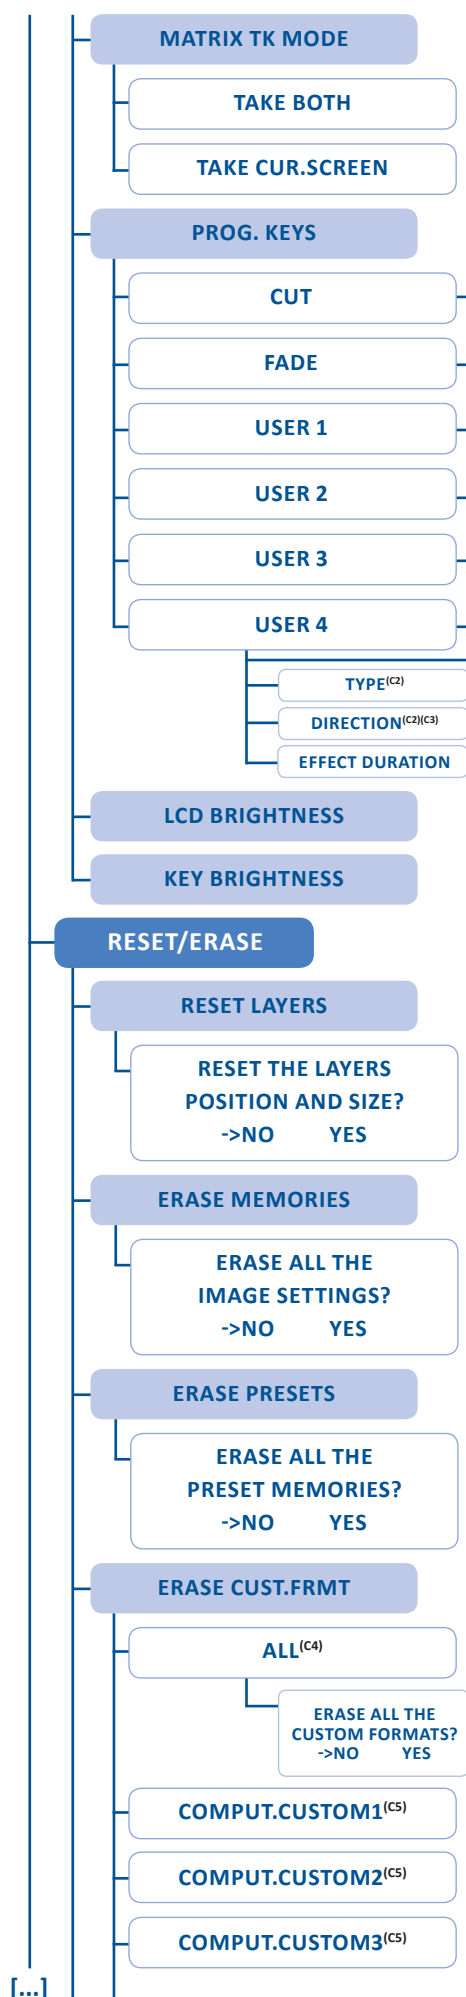 MATRIX TK MODE
TAKE BOTH
TAKE CUR.SCREEN
PROG. KEYS
CUT
FADE
USER 1
USER 2
USER 3
USER 4
TYPE(C2)
DIRECTION(C2)(C3)
EFFECT DURATION
LCD BRIGHTNESS
KEY BRIGHTNESS
RESET/ERASE
RESET LAYERS
RESET THE LAYERS
POSITION AND SIZE?
->NO YES
ERASE MEMORIES
ERASE ALL THE
IMAGE SETTINGS?
->NO YES
ERASE PRESETS
ERASE ALL THE
PRESET MEMORIES?
->NO YES
ERASE CUST.FRMT
ALL(C4)
ERASE ALL THE
CUSTOM FORMATS?
->NO YES
COMPUT.CUSTOM1(C5)
COMPUT.CUSTOM2(C5)
COMPUT.CUSTOM3(C5)
[...]